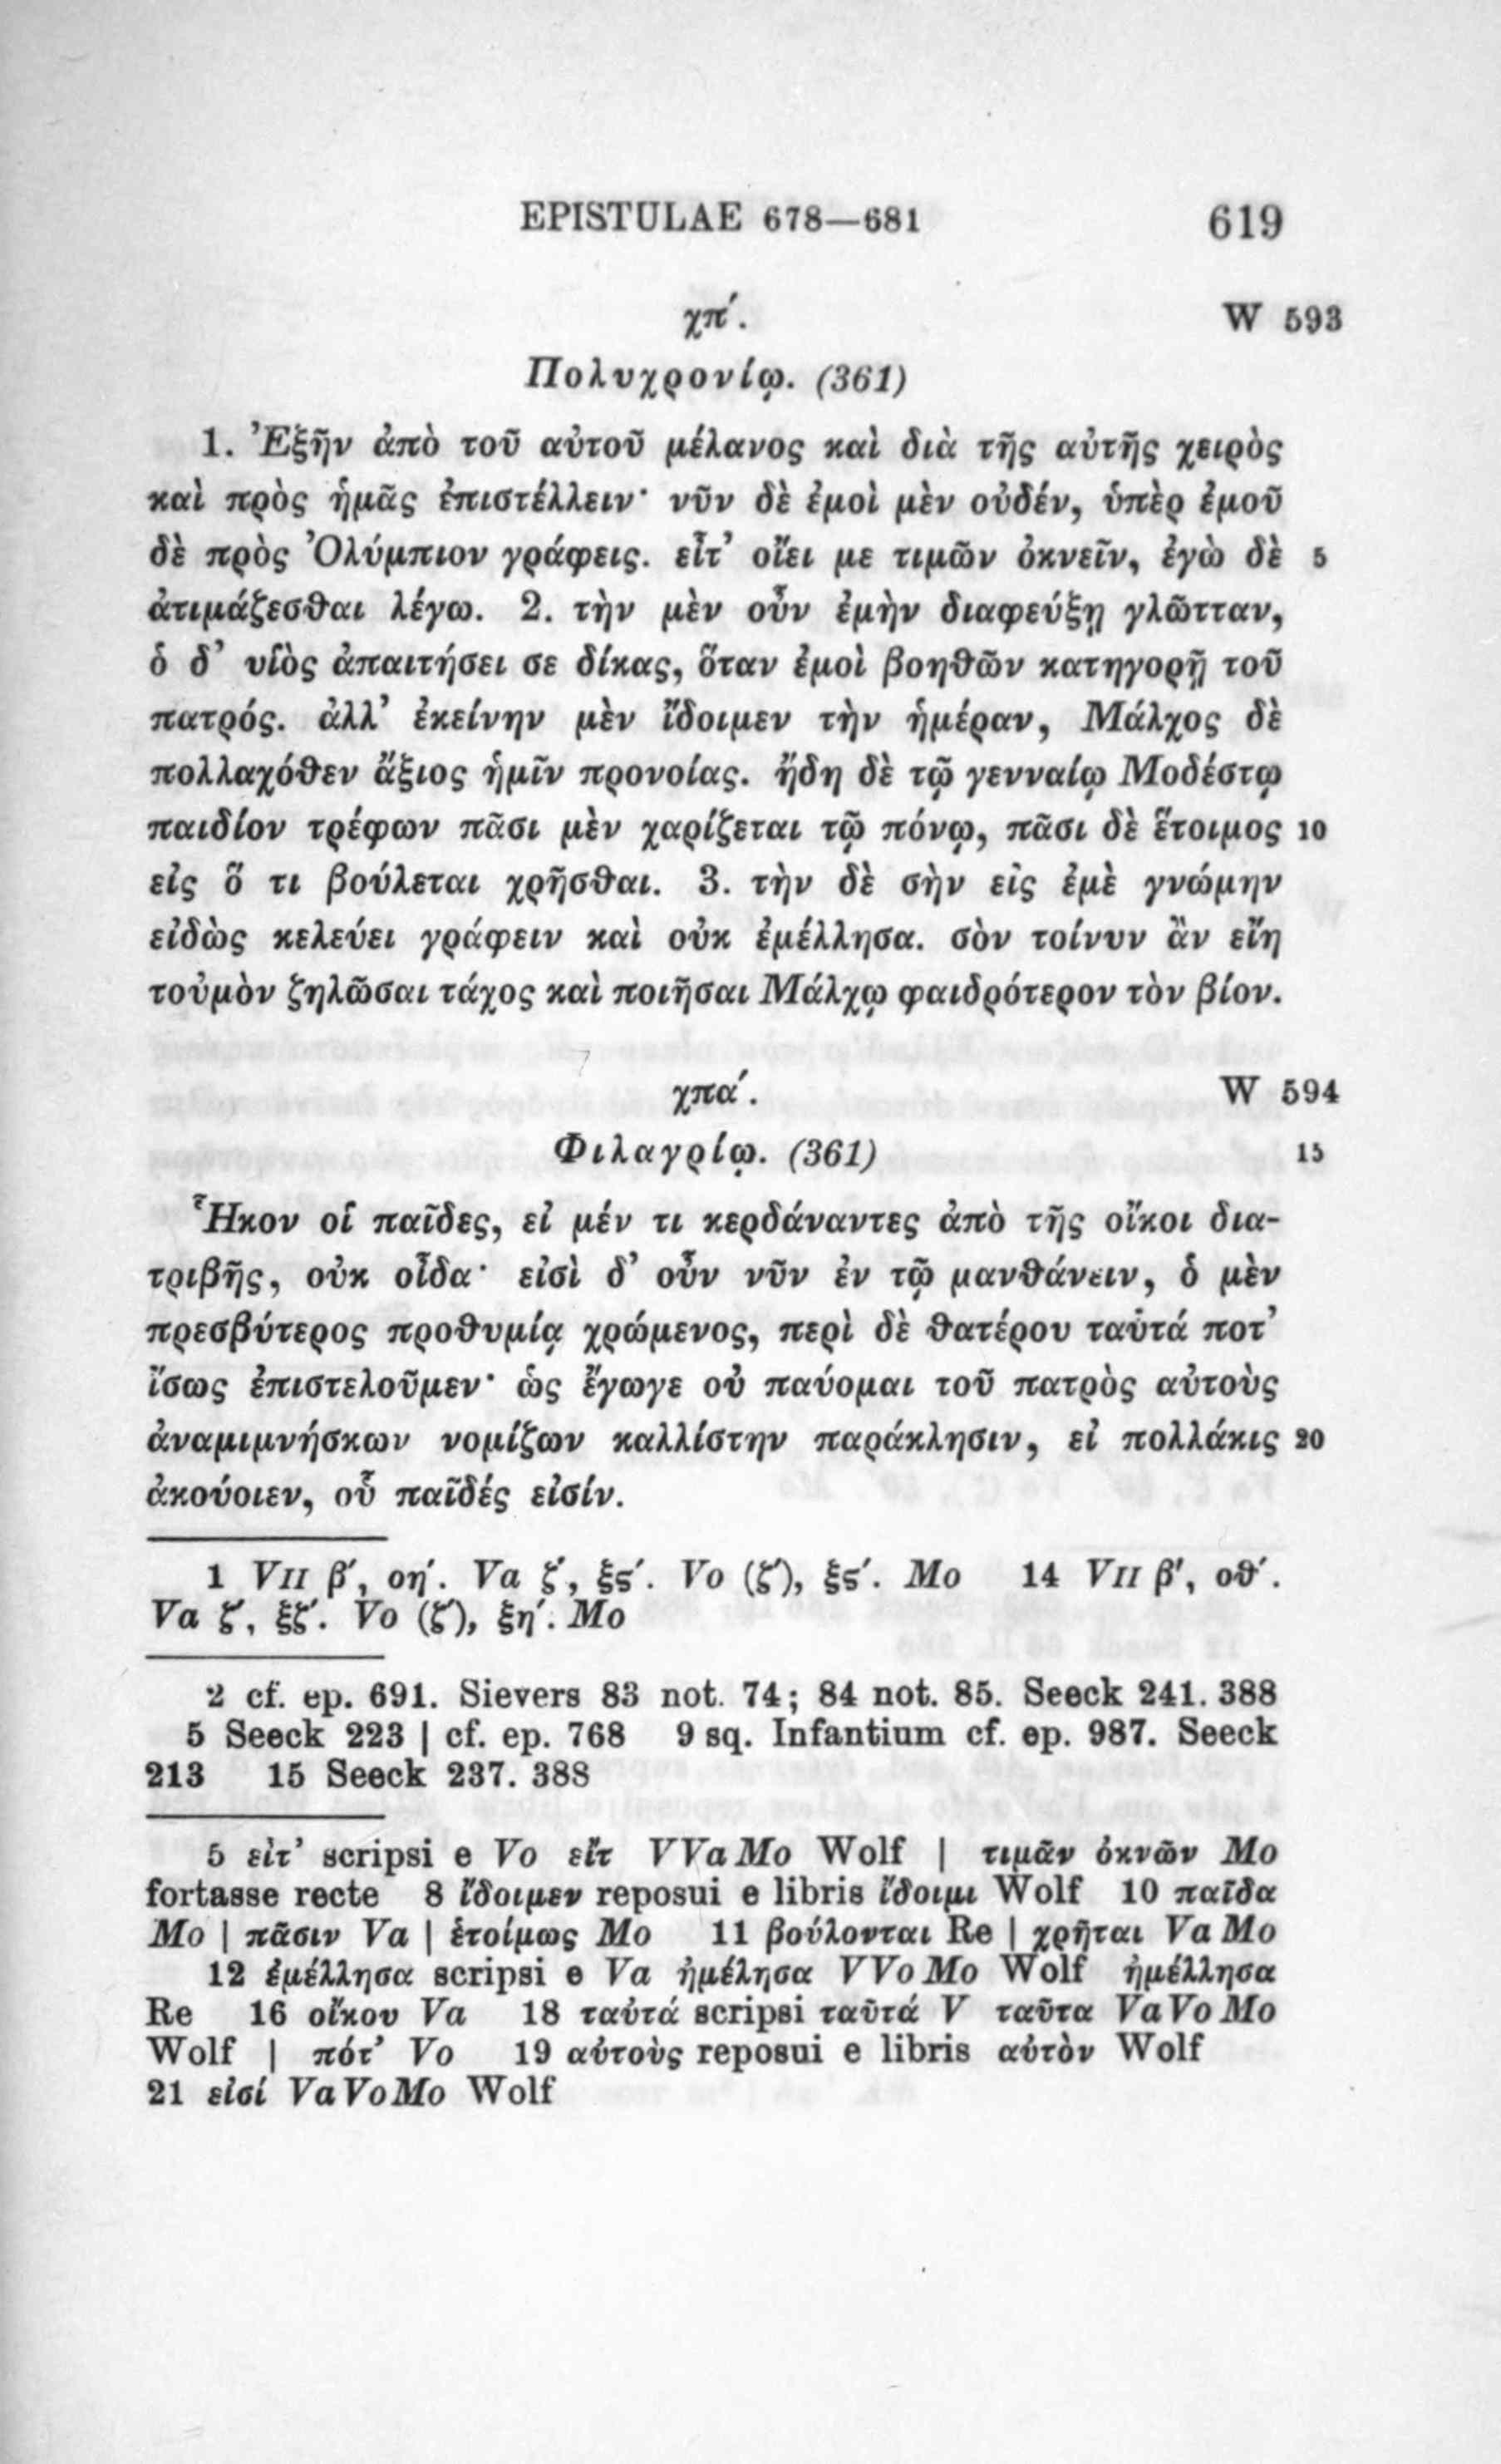 EPISTULAE 678—681 619
χπ΄. W 593
Πολυχρονίῳ. (361)
1. Ἐξῆν ἀπὸ τοῦ αὐτοῦ μέλανος καὶ διὰ τῆς αὐτῆς χειρὸς
καὶ πρὸς ἡμᾶς ἐπιστέλλειν· νῦν δὲ ἐμοὶ μὲν οὐδέν, ὑπὲρ ἐμοῦ
δὲ πρὸς Ὀλύμπιον γράφεις. εἶτ’ οἴει με τιμῶν ὀκνεῖν, ἐγὼ δὲ 5
ἀτιμάζεσθαι λέγω. 2. τὴν μὲν οὖν ἐμὴν διαφεύξῃ γλῶτταν,
ὁ δ’ υἱὸς ἀπαιτήσει σε δίκας, ὅταν ἐμοὶ βοηθῶν κατηγορῇ τοῦ
πατρός. ἀλλ’ ἐκείνην μὲν ἴδοιμεν τὴν ἡμέραν, Μάλχος δὲ
πολλαχόθεν ἄξιος ἡμῖν προνοίας. ἤδη δὲ τῷ γενναίῳ Μοδέστῳ
παιδίον τρέφων πᾶσι μὲν χαρίζεται τῷ πόνῳ, πᾶσι δὲ ἕτοιμος 10
εἰς ὅ τι βούλεται χρῆσθαι. 3. τὴν δὲ σὴν εἰς ἐμὲ γνώμην
εἰδὼς κελεύει γράφειν καὶ οὐκ ἐμέλλησα. σὸν τοίνυν ἂν εἴη
τοὐμὸν ζηλῶσαι τάχος καὶ ποιῆσαι Μάλχῳ φαιδρότερον τὸν βίον.
χπα΄. W 594
Φιλαγρίῳ. (361) 15
Ἧκον οἱ παῖδες, εἰ μέν τι κερδάναντες ἀπὸ τῆς οἴκοι δια-
τριβῆς, οὐκ οἶδα· εἰσὶ δ’ οὖν νῦν ἐν τῷ μανθάνειν, ὁ μὲν
πρεσβύτερος προθυμίᾳ χρώμενος, περὶ δὲ θατέρου ταὐτά ποτ’
ἴσως ἐπιστελοῦμεν· ὡς ἔγωγε οὐ παύομαι τοῦ πατρὸς αὐτοὺς
ἀναμιμνήσκων νομίζων καλλίστην παράκλησιν, εἰ πολλάκις 20
ἀκούοιεν, οὗ παῖδές εἰσίν.
1 VII β΄, οη΄. Va ζ΄, ξς΄. Vo (ζ΄), ξς΄. Mo 14 VII β΄, οθ΄.
Va ζ΄, ξζ΄. Vo (ζ΄), ξη΄. Mo
2 cf. ep. 691. Sievers 83 not. 74; 84 not. 85. Seeck 241. 388
5 Seeck 223 | cf. ep. 768 9 sq. Infantium cf. ep. 987. Seeck
213 15 Seeck 237. 388
5 εἶτ’ scripsi e Vo εἴτ VVaMo Wolf | τιμᾶν ὀκνῶν Mo
fortasse recte 8 ἴδοιμεν reposui e libris ἴδοιμι Wolf 10 παῖδα
Mo | πᾶσιν Va | ἑτοίμως Mo 11 βούλονται Re | χρῆται VaMo
12 ἐμέλλησα scripsi e Va ἠμέλησα VVoMo Wolf ἠμέλλησα
Re 16 οἴκου Va 18 ταὐτά scripsi ταῦτά V ταῦτα VaVoMo
Wolf | πότ’ Vo 19 αὐτοὺς reposui e libris αὐτὸν Wolf
21 εἰσί VaVoMo Wolf